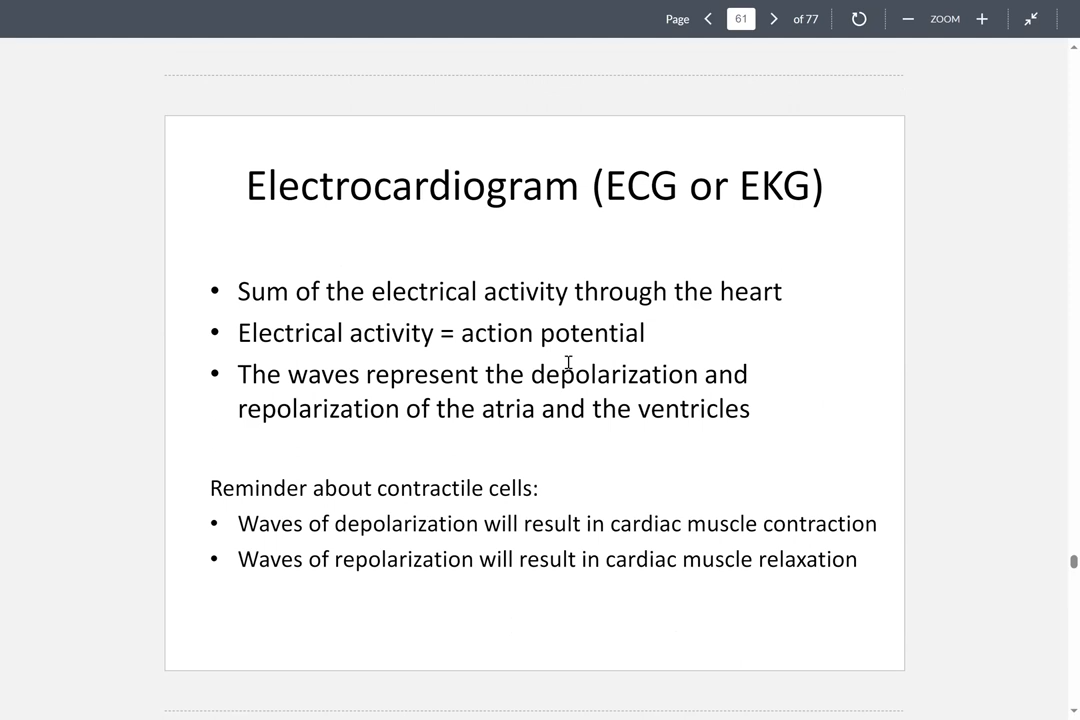 Page 61 of 77 ZOOM
Electrocardiogram (ECG or EKG)
• Sum of the electrical activity through the heart
• Electrical activity = action potential
• The waves represent the depolarization and
repolarization of the atria and the ventricles
Reminder about contractile cells:
• Waves of depolarization will result in cardiac muscle contraction
• Waves of repolarization will result in cardiac muscle relaxation